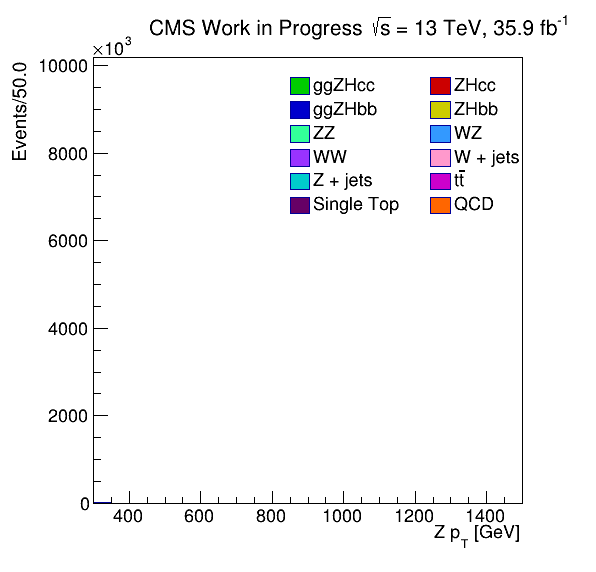 CMS Work in Progress √s = 13 TeV, 35.9 fb⁻¹
×10³
Events/50.0
10000
8000
6000
4000
2000
0
ggZHcc ZHcc
ggZHbb ZHbb
ZZ WZ
WW W + jets
Z + jets tt̄
Single Top QCD
400 600 800 1000 1200 1400
Z p_T [GeV]